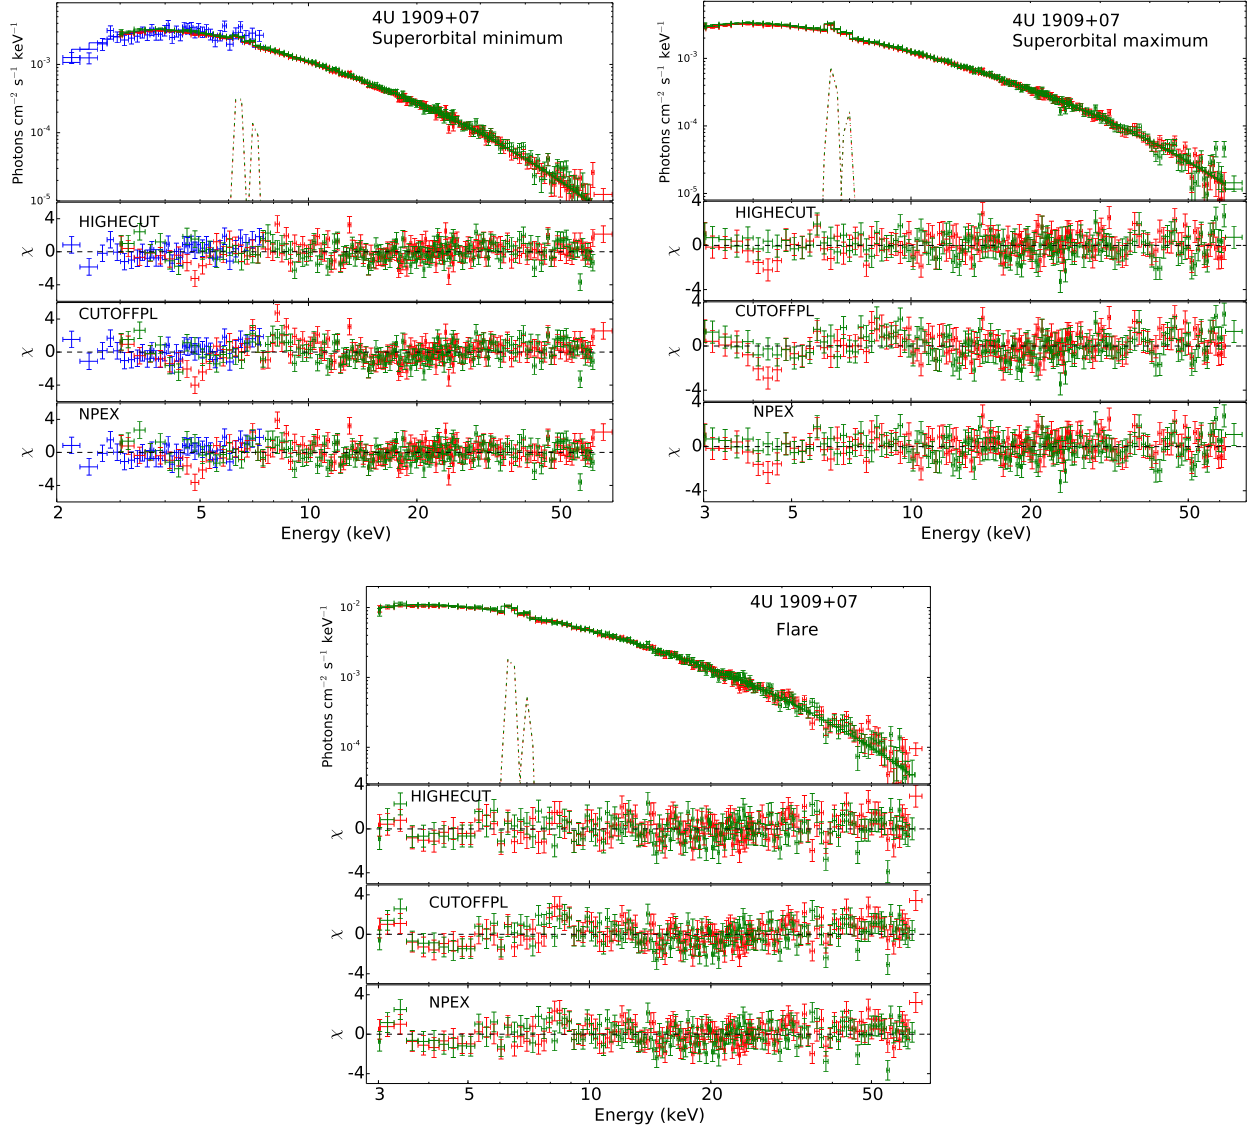 4U 1909+07
Superorbital minimum
Photons cm⁻² s⁻¹ keV⁻¹
10⁻³
10⁻⁴
10⁻⁵
HIGHECUT
χ
4
0
-4
CUTOFFPL
χ
4
0
-4
NPEX
χ
4
0
-4
2 5 10 20 50
Energy (keV)
4U 1909+07
Superorbital maximum
Photons cm⁻² s⁻¹ keV⁻¹
10⁻³
10⁻⁴
10⁻⁵
HIGHECUT
χ
4
0
-4
CUTOFFPL
χ
4
0
-4
NPEX
χ
4
0
-4
3 5 10 20 50
Energy (keV)
4U 1909+07
Flare
Photons cm⁻² s⁻¹ keV⁻¹
10⁻²
10⁻³
10⁻⁴
HIGHECUT
χ
4
0
-4
CUTOFFPL
χ
4
0
-4
NPEX
χ
4
0
-4
3 5 10 20 50
Energy (keV)